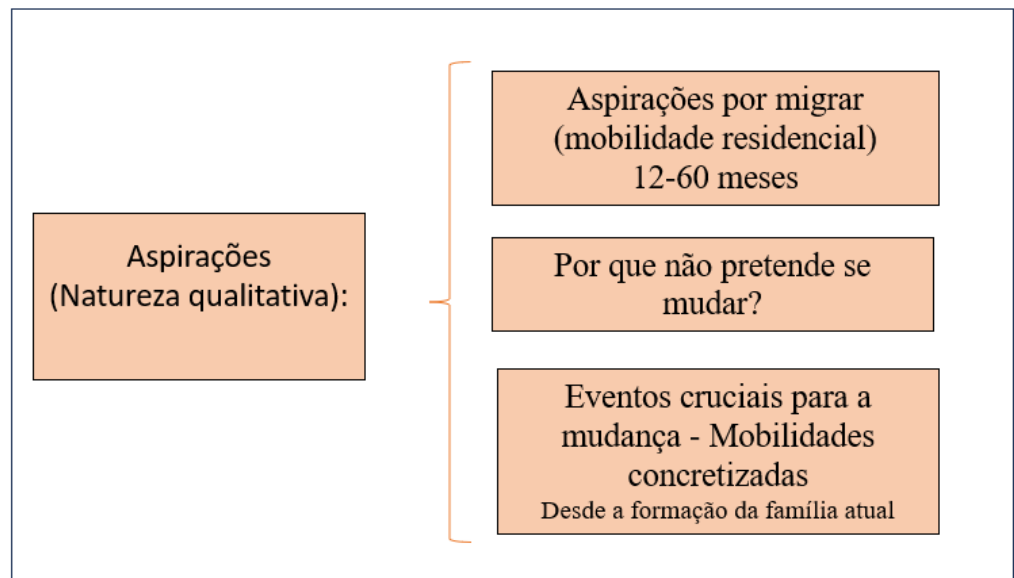 Aspirações
(Natureza qualitativa):
Aspirações por migrar
(mobilidade residencial)
12-60 meses
Por que não pretende se
mudar?
Eventos cruciais para a
mudança - Mobilidades
concretizadas
Desde a formação da família atual